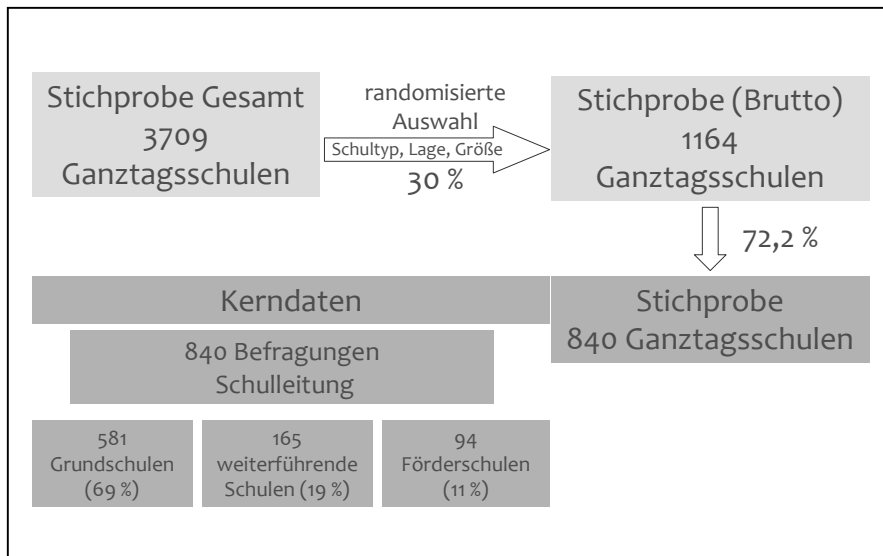 Stichprobe Gesamt
3709
Ganztagsschulen
randomisierte
Auswahl
Schultyp, Lage, Größe
30 %
Stichprobe (Brutto)
1164
Ganztagsschulen
72,2 %
Kerndaten
Stichprobe
840 Ganztagsschulen
840 Befragungen
Schulleitung
581
Grundschulen
(69 %)
165
weiterführende
Schulen (19 %)
94
Förderschulen
(11 %)